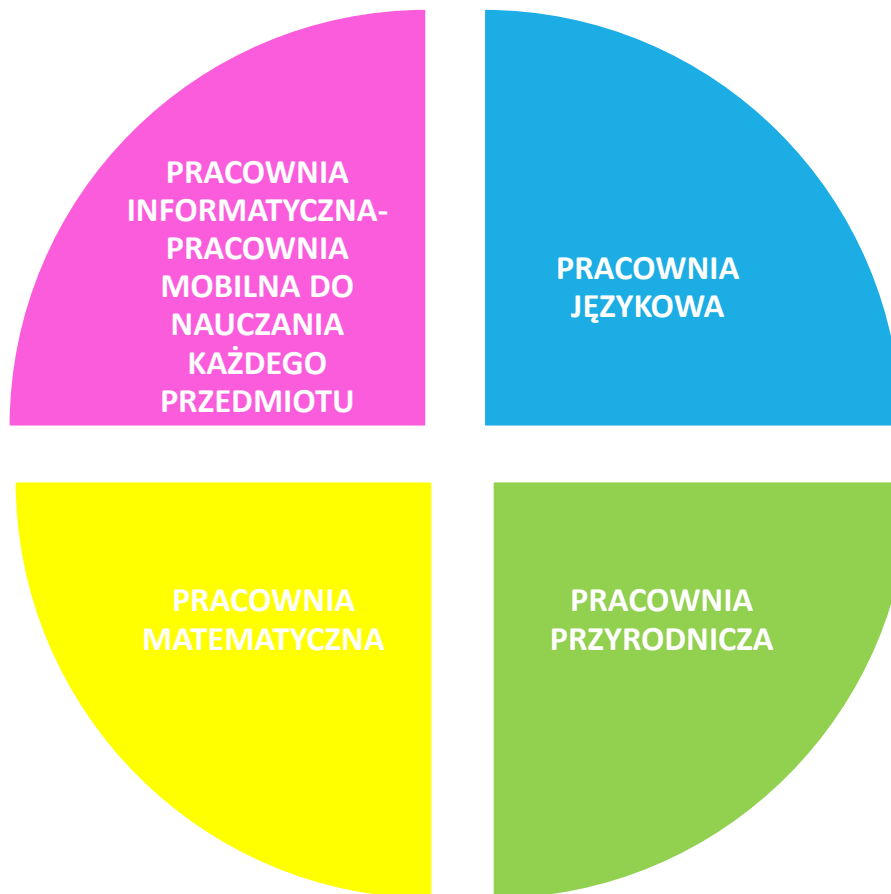 PRACOWNIA
INFORMATYCZNA-
PRACOWNIA
MOBILNA DO
NAUCZANIA
KAŻDEGO
PRZEDMIOTU
PRACOWNIA
JĘZYKOWA
PRACOWNIA
MATEMATYCZNA
PRACOWNIA
PRZYRODNICZA